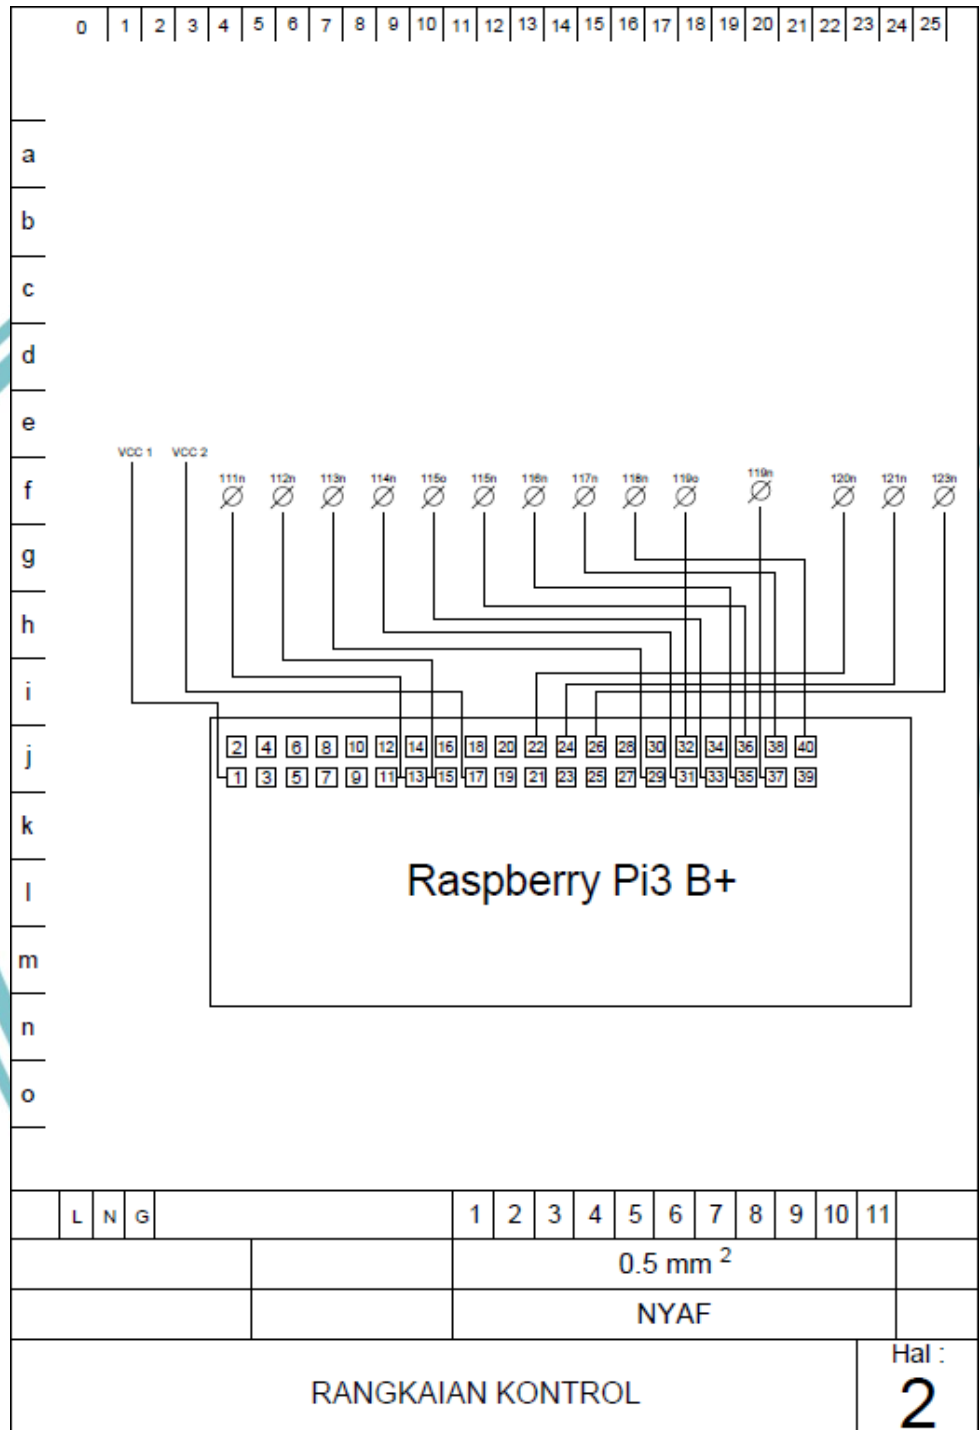 0 1 2 3 4 5 6 7 8 9 10 11 12 13 14 15 16 17 18 19 20 21 22 23 24 25
a
b
c
d
e
VCC 1 VCC 2
f
111n 112n 113n 114n 115o 115n 116n 117n 118n 119o 119n 120n 121n 123n
g
h
i
j
2 4 6 8 10 12 14 16 18 20 22 24 26 28 30 32 34 36 38 40
1 3 5 7 9 11 13 15 17 19 21 23 25 27 29 31 33 35 37 39
k
l
Raspberry Pi3 B+
m
n
o
L N G 1 2 3 4 5 6 7 8 9 10 11
0.5 mm 2
NYAF
RANGKAIAN KONTROL
Hal :
2